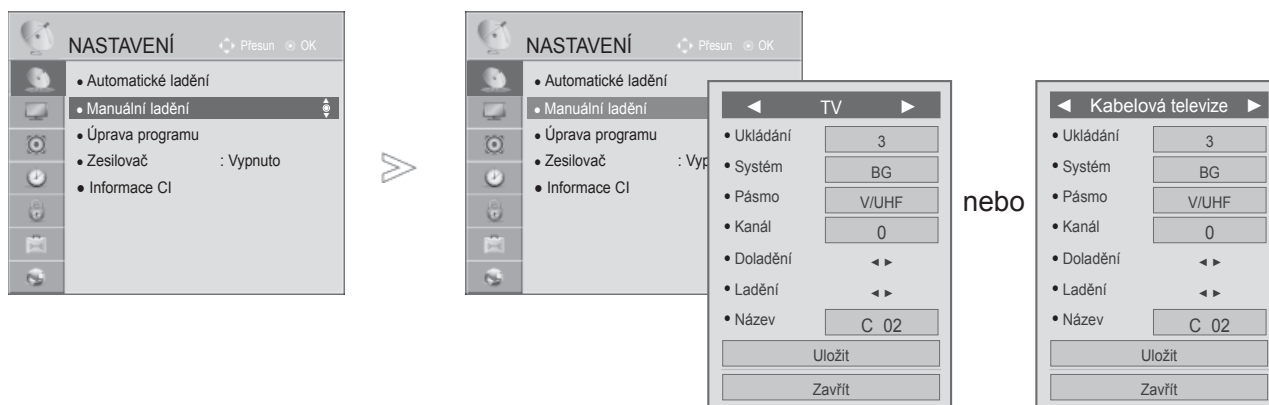 NASTAVENÍ Přesun OK
• Automatické ladění
• Manuální ladění
• Úprava programu
• Zesilovač : Vypnuto
• Informace CI
NASTAVENÍ Přesun OK
• Automatické ladění
• Manuální ladění
• Úprava programu
• Zesilovač : Vyp
• Informace CI
◄ TV ►
• Ukládání 3
• Systém BG
• Pásmo V/UHF
• Kanál 0
• Doladění ◄ ►
• Ladění ◄ ►
• Název C 02
Uložit
Zavřít
nebo
◄ Kabelová televize ►
• Ukládání 3
• Systém BG
• Pásmo V/UHF
• Kanál 0
• Doladění ◄ ►
• Ladění ◄ ►
• Název C 02
Uložit
Zavřít